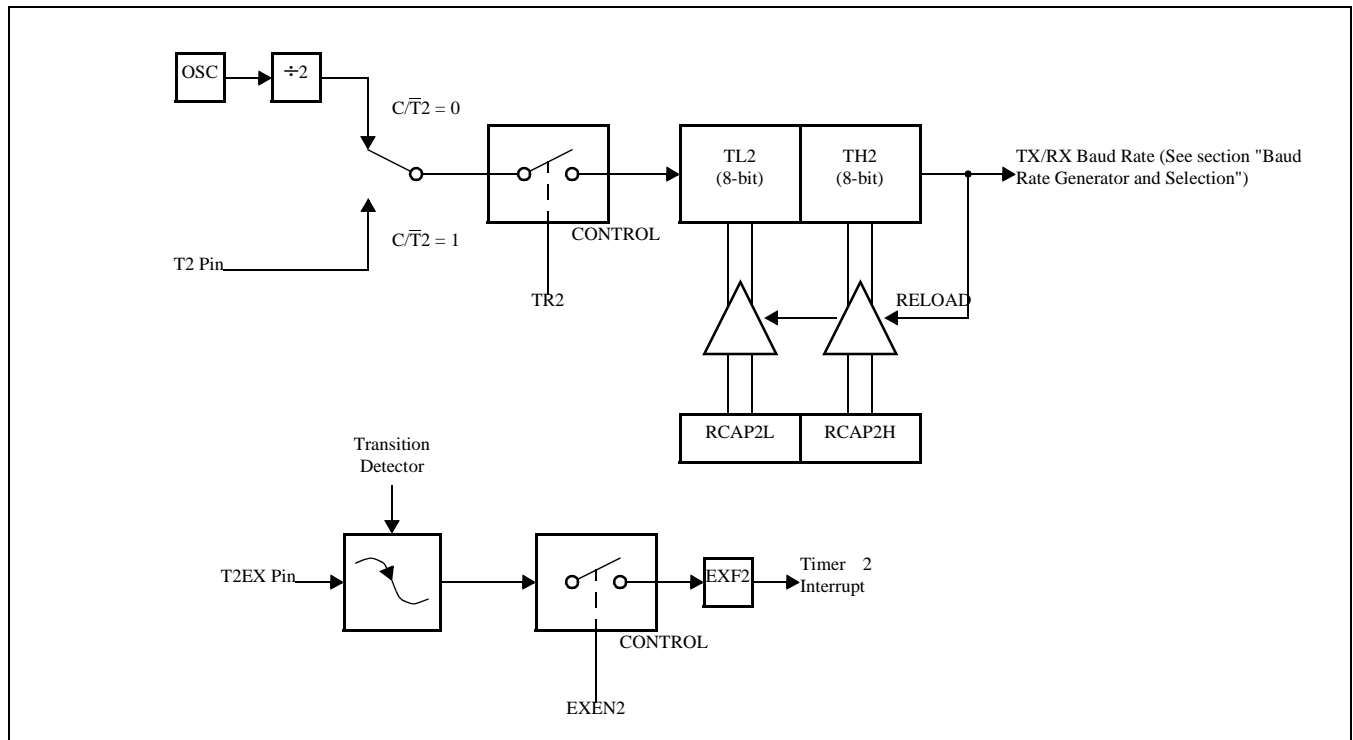 OSC
÷2
C/T̅2 = 0
TL2
(8-bit)
TH2
(8-bit)
TX/RX Baud Rate (See section "Baud
Rate Generator and Selection")
C/T̅2 = 1
CONTROL
T2 Pin
TR2
RELOAD
RCAP2L
RCAP2H
Transition
Detector
T2EX Pin
EXF2
Timer 2
Interrupt
CONTROL
EXEN2